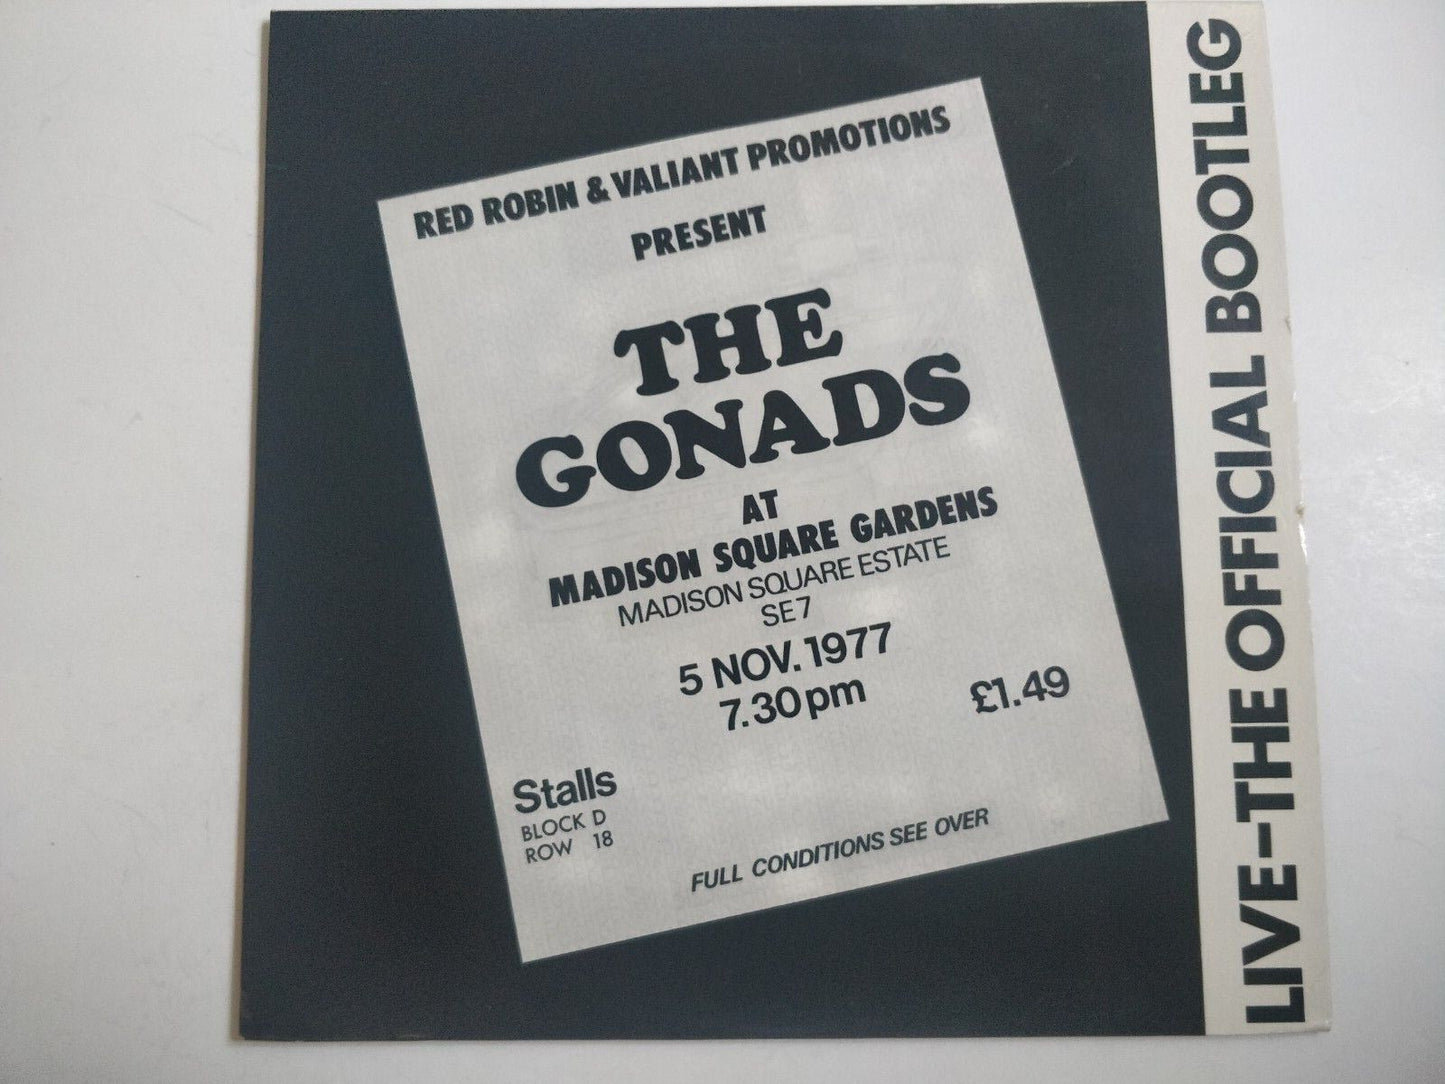 RED ROBIN & VALIANT PROMOTIONS
PRESENT
THE
GONADS
AT
MADISON SQUARE GARDENS
MADISON SQUARE ESTATE
SE7
5 NOV. 1977
7.30pm
£1.49
Stalls
BLOCK D
ROW 18
FULL CONDITIONS SEE OVER
LIVE-THE OFFICIAL BOOTLEG